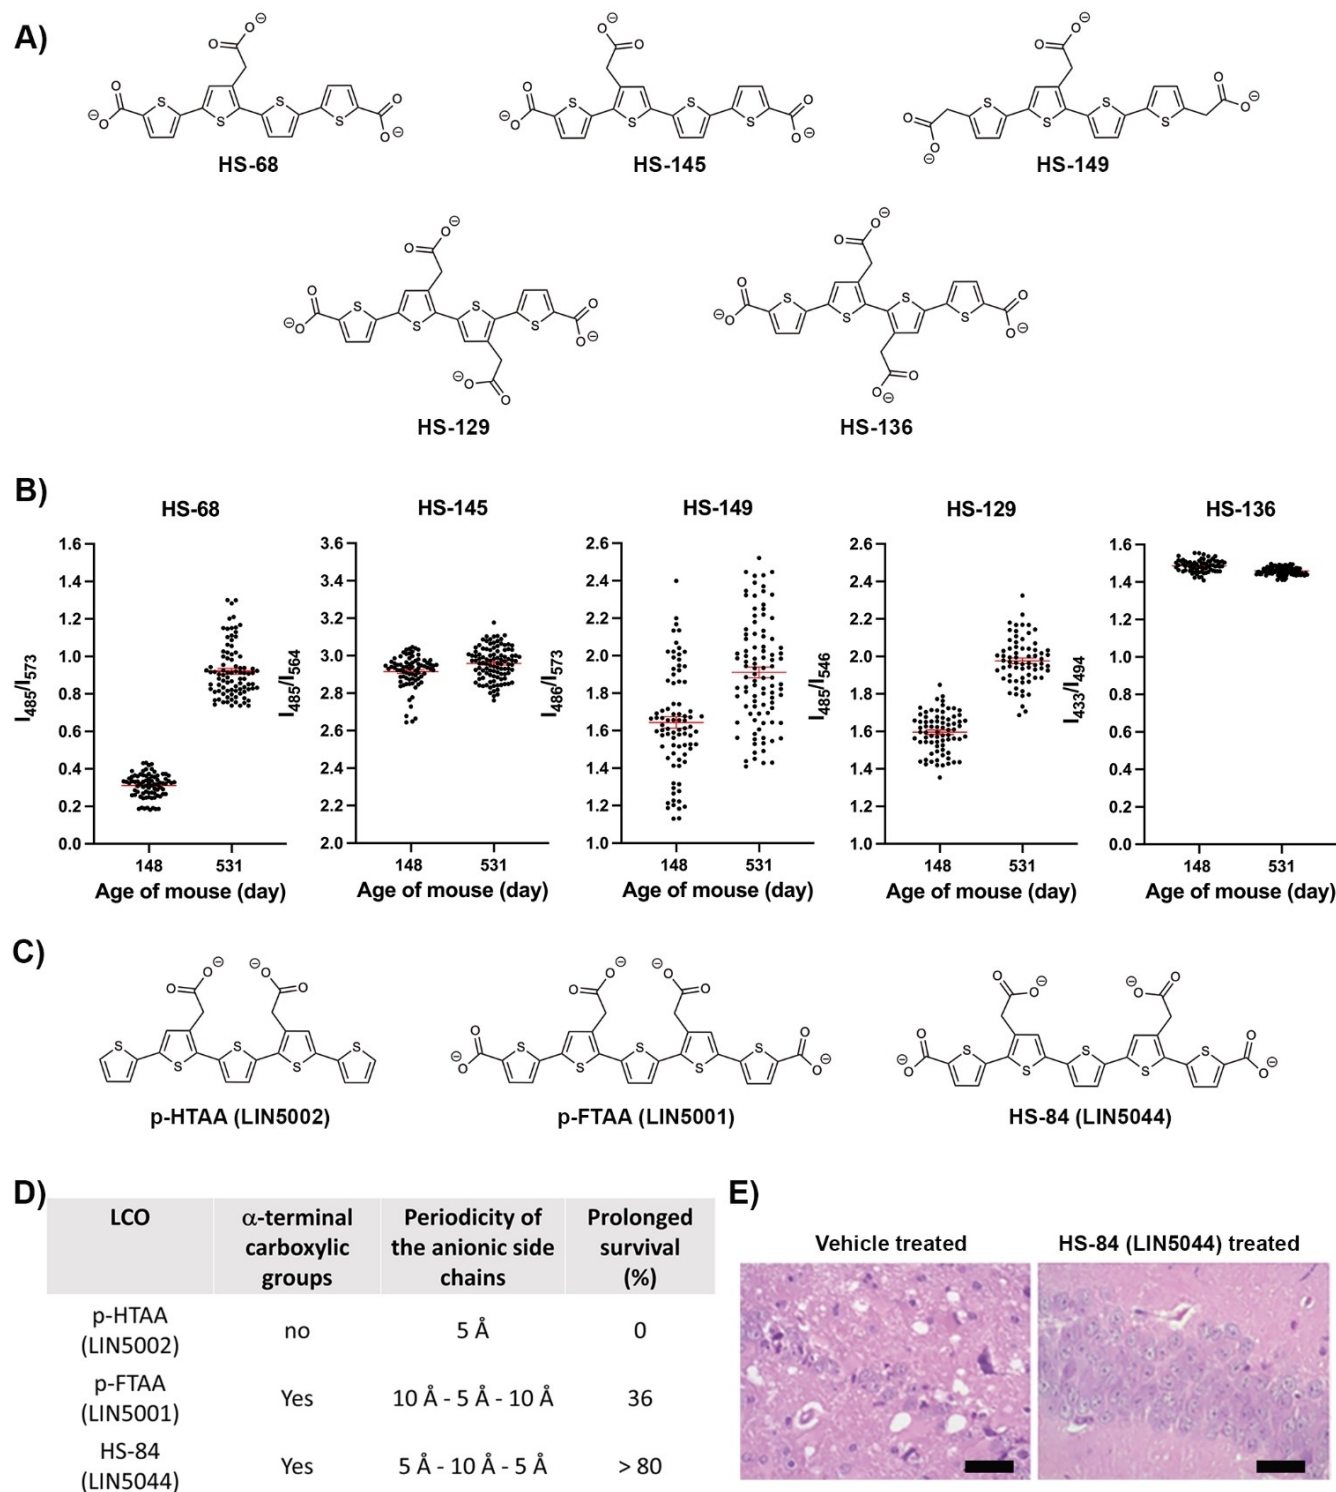 A)
HS-68
HS-145
HS-149
HS-129
HS-136
B)
HS-68
HS-145
HS-149
HS-129
HS-136
I485/I573
1.6
1.4
1.2
1.0
0.8
0.6
0.4
0.2
0.0
148
531
Age of mouse (day)
I485/I564
3.6
3.4
3.2
3.0
2.8
2.6
2.4
2.2
2.0
148
531
Age of mouse (day)
I486/I573
2.6
2.4
2.2
2.0
1.8
1.6
1.4
1.2
1.0
148
531
Age of mouse (day)
I485/I546
2.6
2.4
2.2
2.0
1.8
1.6
1.4
1.2
1.0
148
531
Age of mouse (day)
I433/I494
1.6
1.4
1.2
1.0
0.8
0.6
0.4
0.2
0.0
148
531
Age of mouse (day)
C)
p-HTAA (LIN5002)
p-FTAA (LIN5001)
HS-84 (LIN5044)
D)
LCO
α-terminal
carboxylic
groups
Periodicity of
the anionic side
chains
Prolonged
survival
(%)
p-HTAA
(LIN5002)
no
5 Å
0
p-FTAA
(LIN5001)
Yes
10 Å - 5 Å - 10 Å
36
HS-84
(LIN5044)
Yes
5 Å - 10 Å - 5 Å
> 80
E)
Vehicle treated
HS-84 (LIN5044) treated